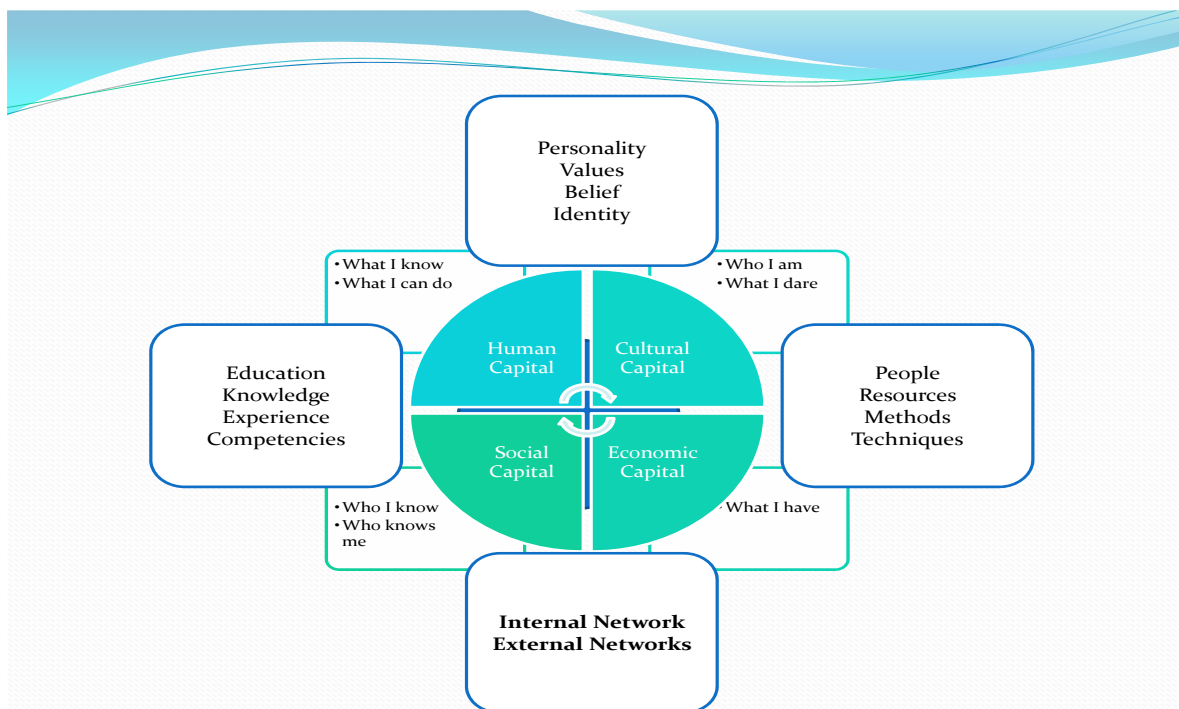 Personality
Values
Belief
Identity
•What I know
•What I can do
•Who I am
•What I dare
Human
Capital
Cultural
Capital
Education
Knowledge
Experience
Competencies
People
Resources
Methods
Techniques
Social
Capital
Economic
Capital
•Who I know
•Who knows
me
•What I have
Internal Network
External Networks